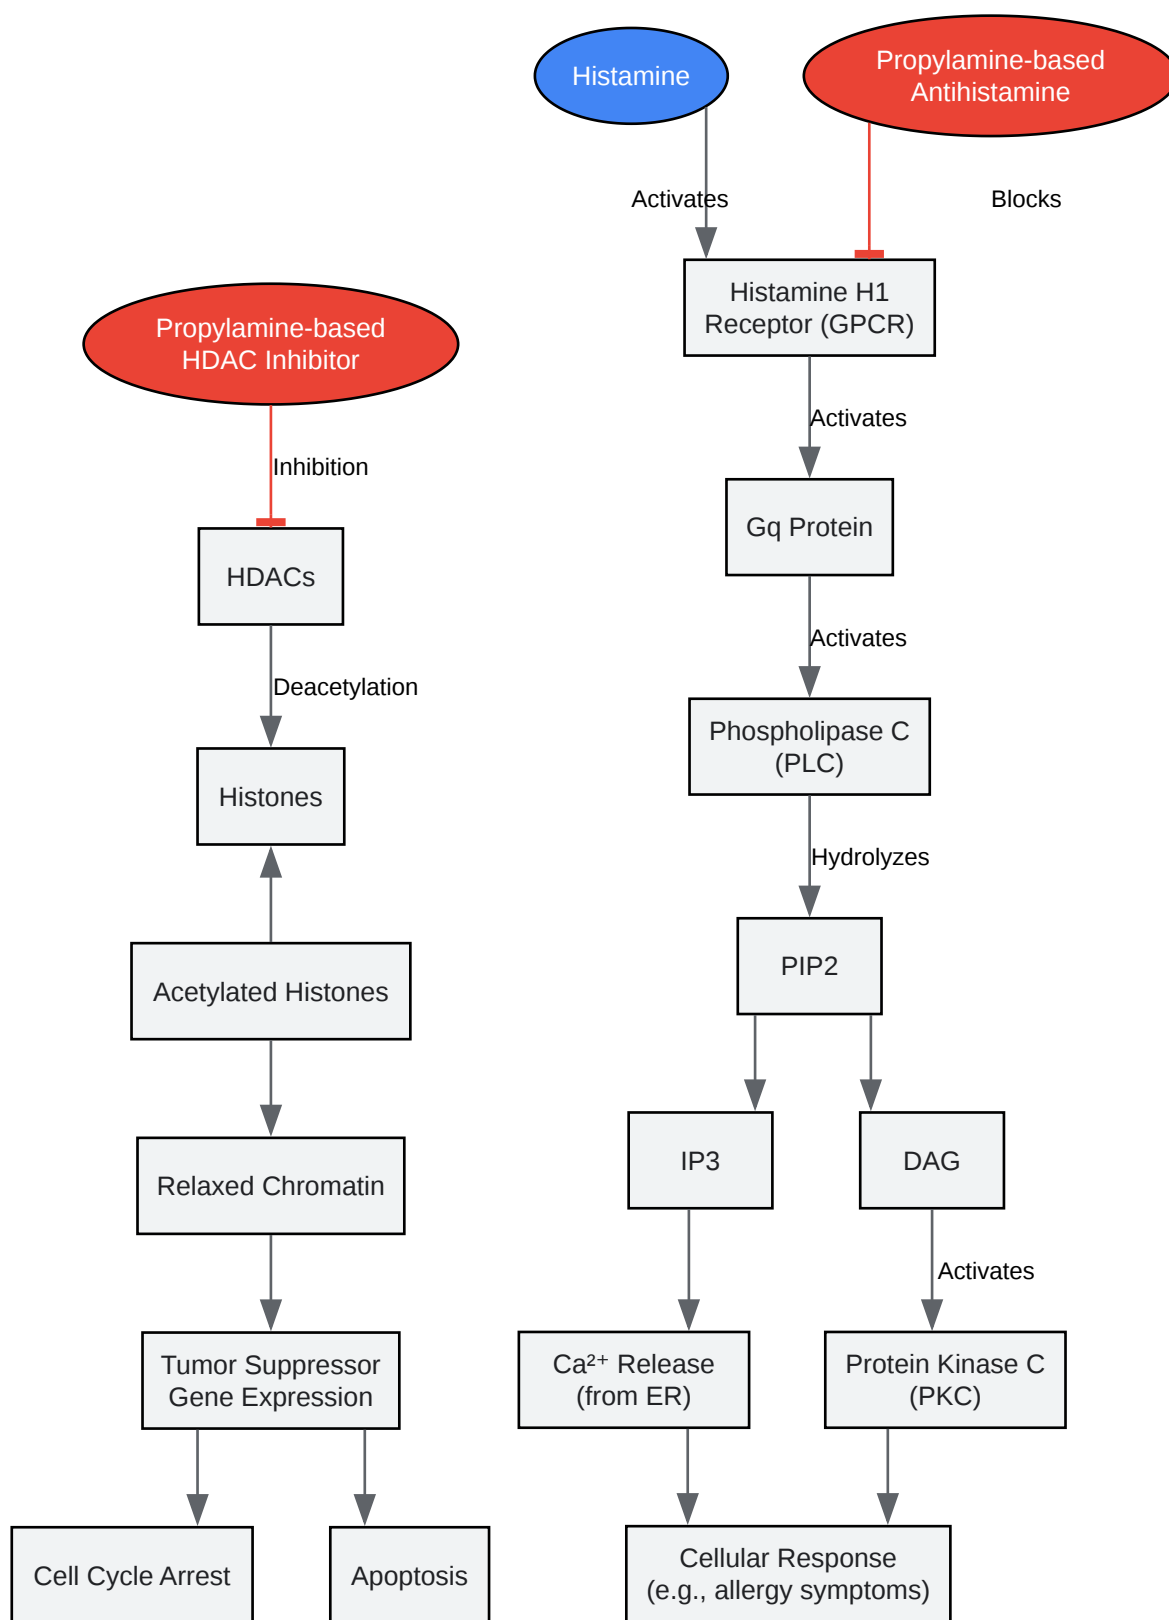 Propylamine-based
HDAC Inhibitor
Inhibition
HDACs
Deacetylation
Histones
Acetylated Histones
Relaxed Chromatin
Tumor Suppressor
Gene Expression
Cell Cycle Arrest
Apoptosis
Histamine
Propylamine-based
Antihistamine
Activates
Blocks
Histamine H1
Receptor (GPCR)
Activates
Gq Protein
Activates
Phospholipase C
(PLC)
Hydrolyzes
PIP2
IP3
DAG
Activates
Ca²⁺ Release
(from ER)
Protein Kinase C
(PKC)
Cellular Response
(e.g., allergy symptoms)